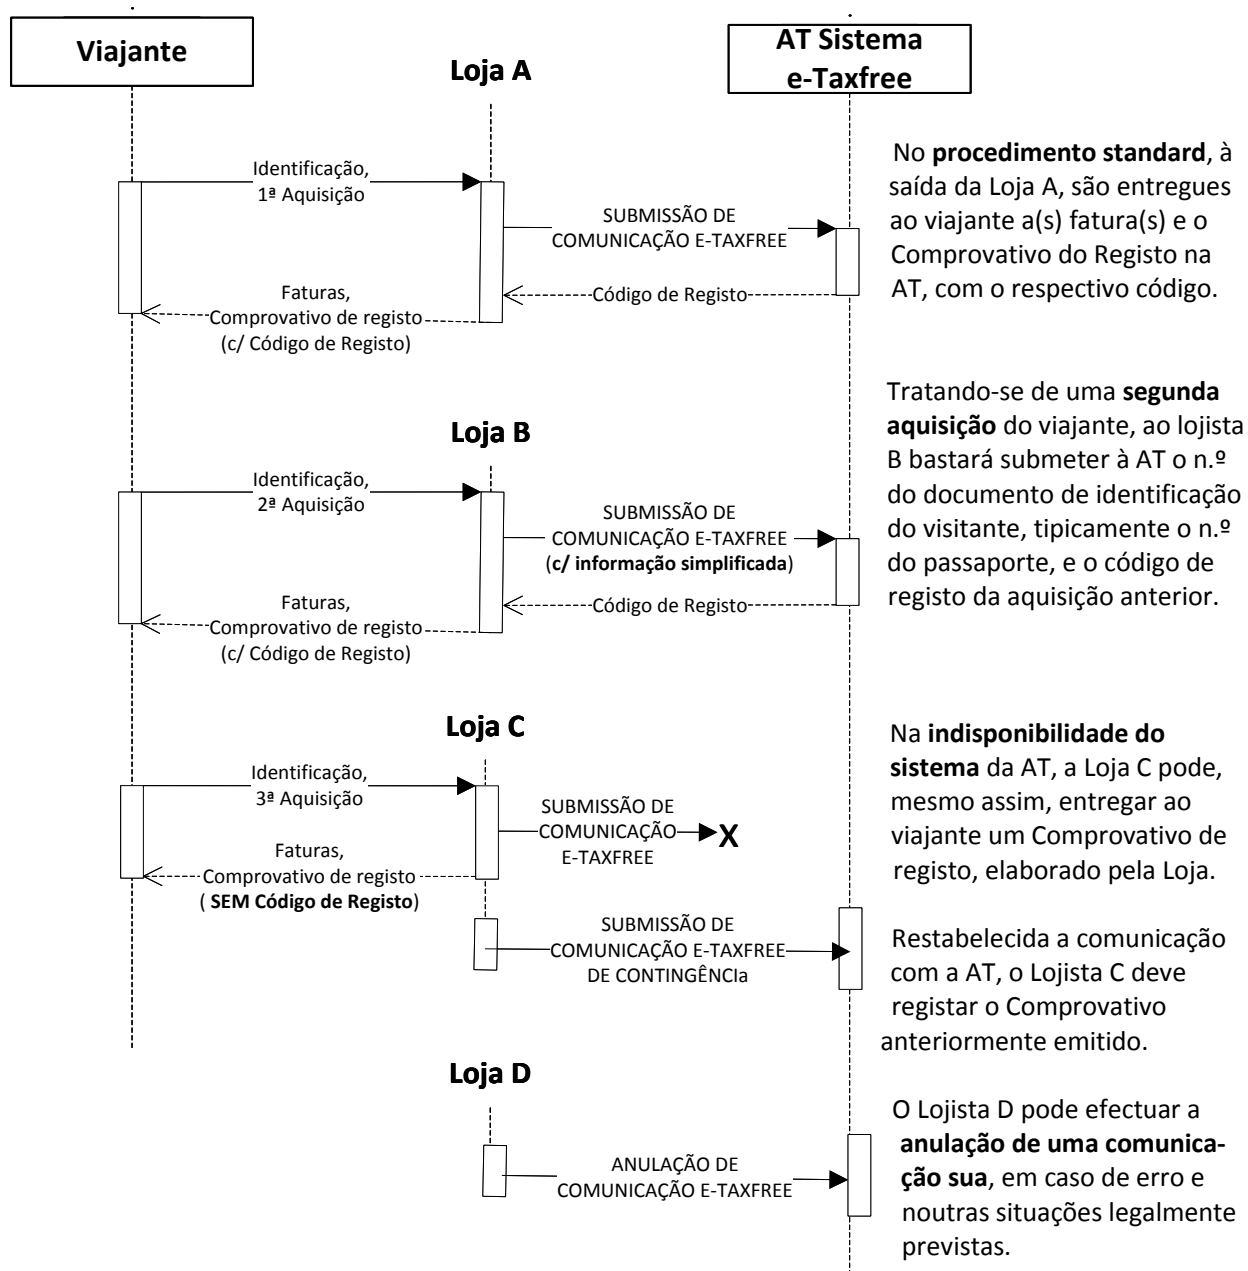 Viajante
AT Sistema
e-Taxfree
Loja A
Identificação,
1ª Aquisição
SUBMISSÃO DE
COMUNICAÇÃO E-TAXFREE
Código de Registo
Faturas,
Comprovativo de registo
(c/ Código de Registo)
No procedimento standard, à
saída da Loja A, são entregues
ao viajante a(s) fatura(s) e o
Comprovativo do Registo na
AT, com o respectivo código.
Loja B
Identificação,
2ª Aquisição
SUBMISSÃO DE
COMUNICAÇÃO E-TAXFREE
(c/ informação simplificada)
Código de Registo
Faturas,
Comprovativo de registo
(c/ Código de Registo)
Tratando-se de uma segunda
aquisição do viajante, ao lojista
B bastará submeter à AT o n.º
do documento de identificação
do visitante, tipicamente o n.º
do passaporte, e o código de
registo da aquisição anterior.
Loja C
Identificação,
3ª Aquisição
SUBMISSÃO DE
COMUNICAÇÃO
E-TAXFREE
X
Faturas,
Comprovativo de registo
( SEM Código de Registo)
SUBMISSÃO DE
COMUNICAÇÃO E-TAXFREE
DE CONTINGÊNCIa
Na indisponibilidade do
sistema da AT, a Loja C pode,
mesmo assim, entregar ao
viajante um Comprovativo de
registo, elaborado pela Loja.
Restabelecida a comunicação
com a AT, o Lojista C deve
registar o Comprovativo
anteriormente emitido.
Loja D
ANULAÇÃO DE
COMUNICAÇÃO E-TAXFREE
O Lojista D pode efectuar a
anulação de uma comunica-
ção sua, em caso de erro e
noutras situações legalmente
previstas.